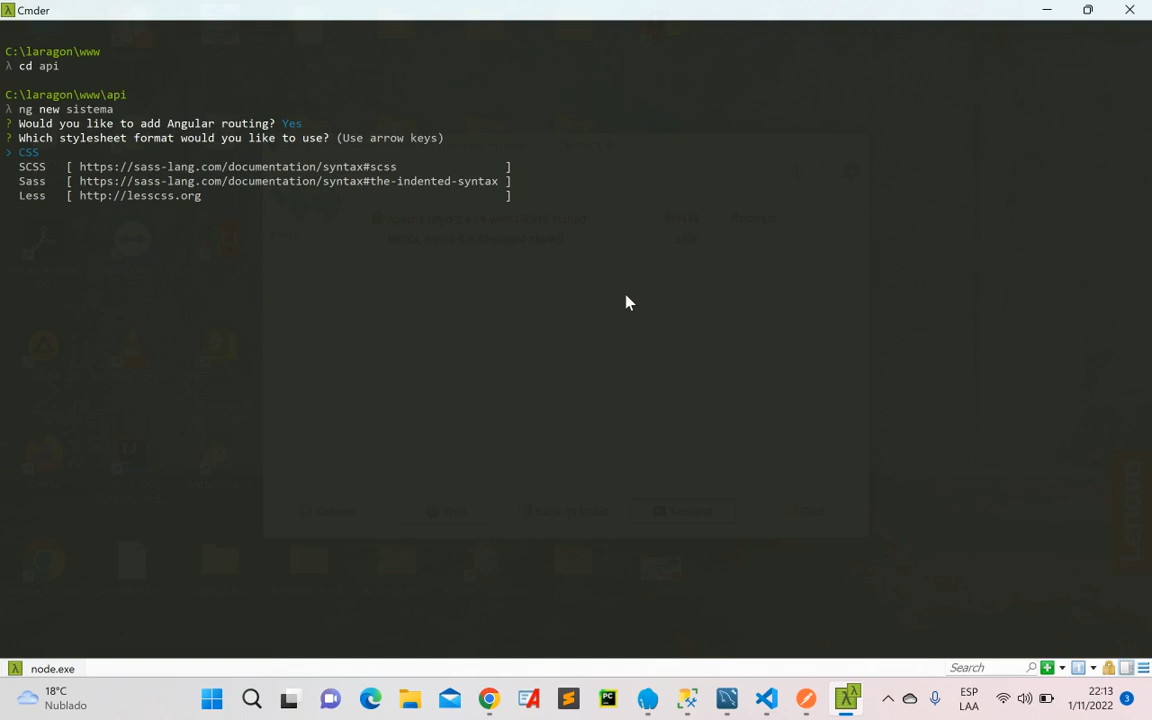 Cmder
C:\laragon\www
λ cd api
C:\laragon\www\api
λ ng new sistema
? Would you like to add Angular routing? Yes
? Which stylesheet format would you like to use? (Use arrow keys)
> CSS
SCSS [ https://sass-lang.com/documentation/syntax#scss ]
Sass [ https://sass-lang.com/documentation/syntax#the-indented-syntax ]
Less [ http://lesscss.org ]
Lenovo
node.exe
Search
18°C
Nublado
ESP
LAA
22:13
1/11/2022
3